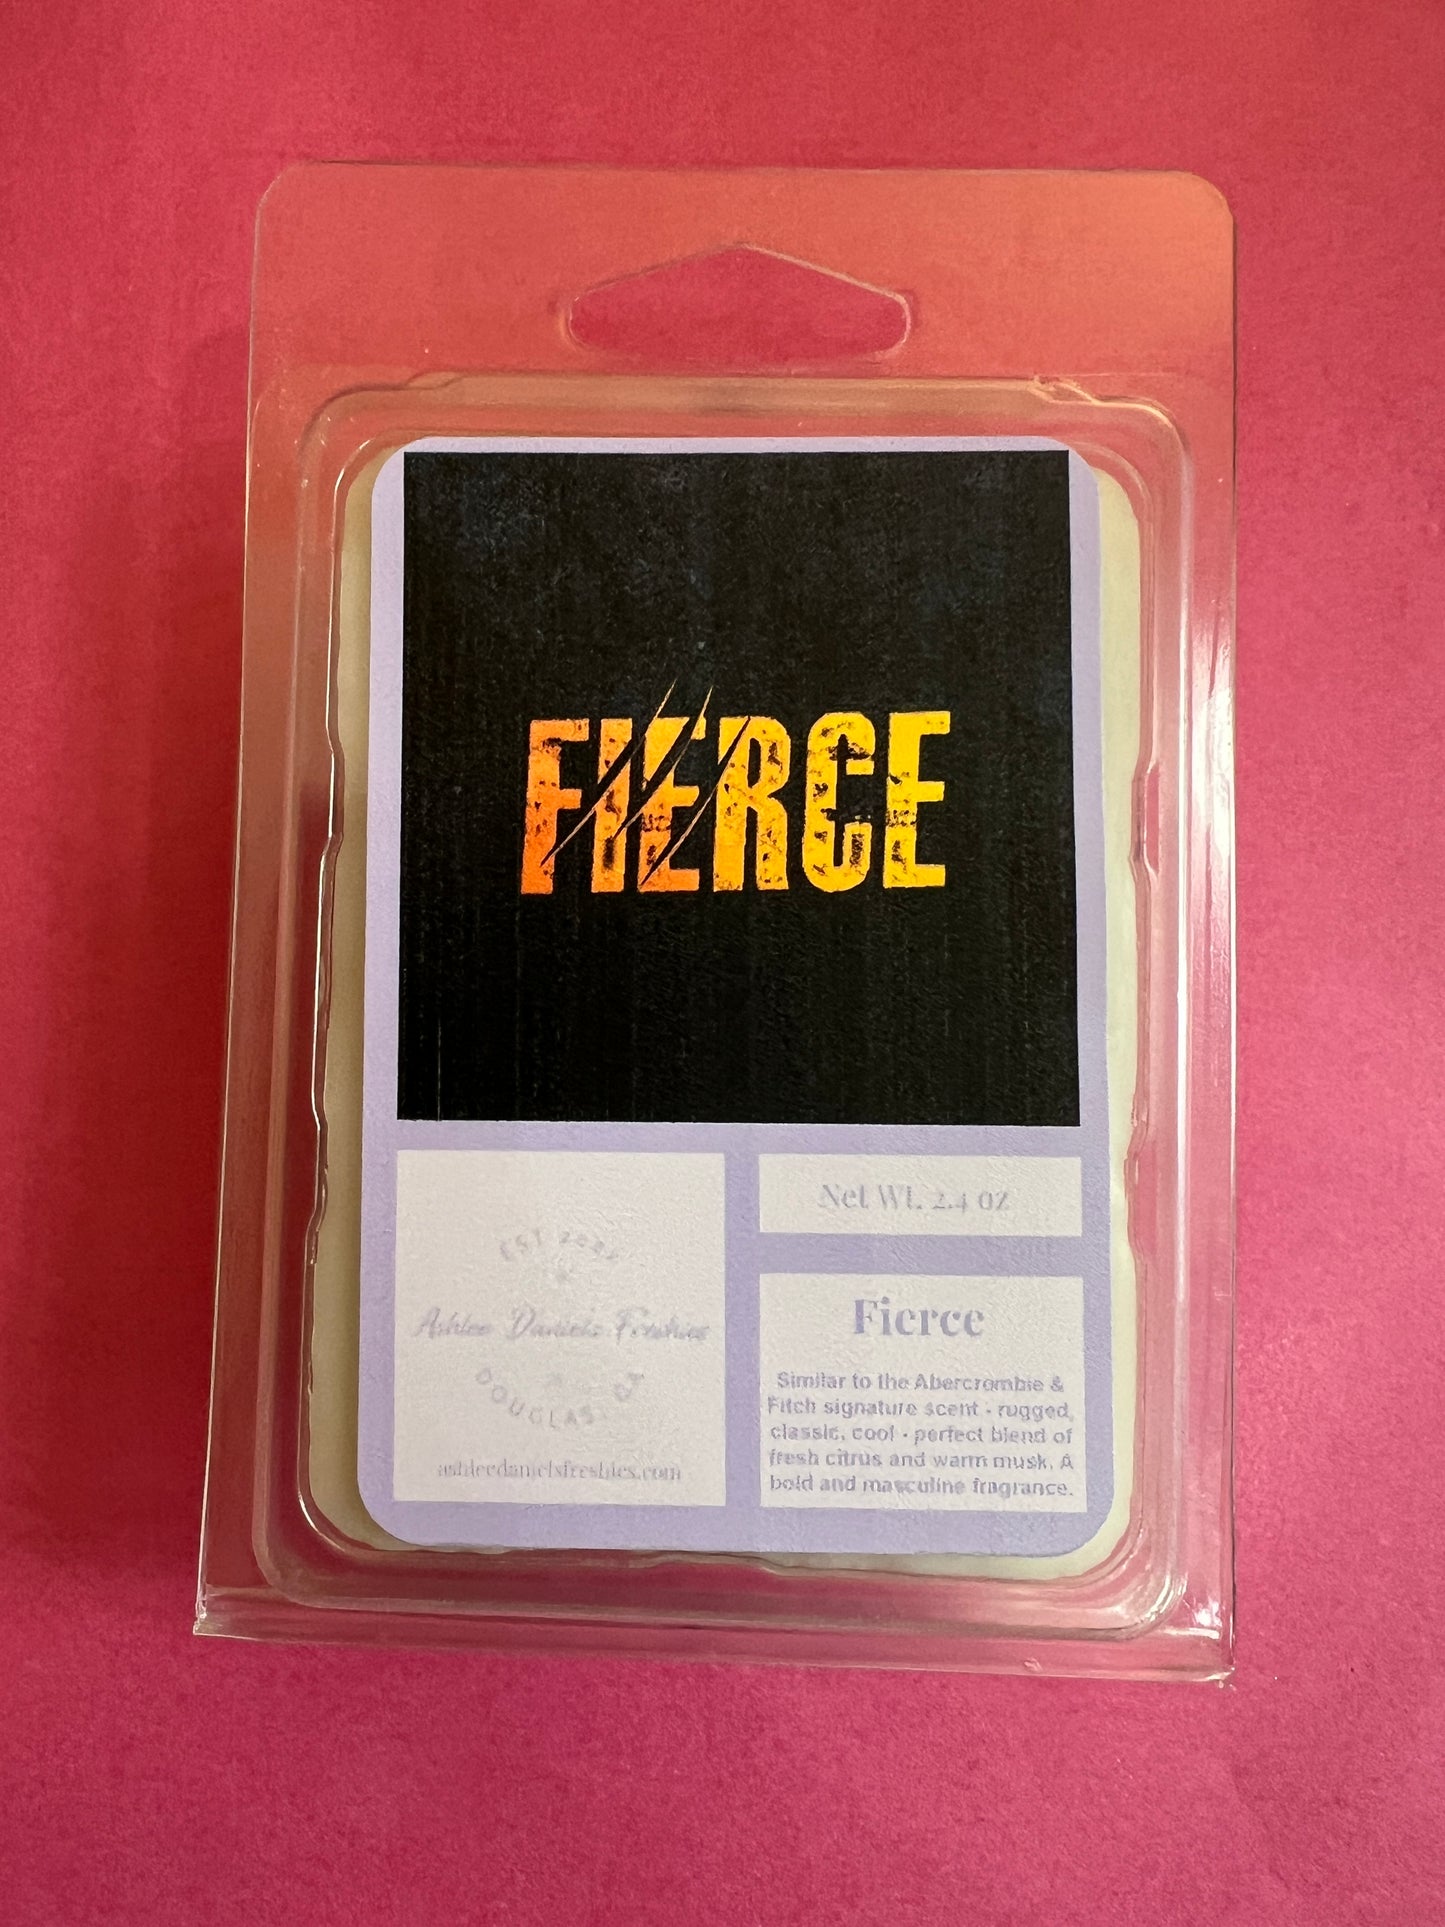 FIERCE
Net Wt. 2.4 oz
EST
Ashlee Daniels Freshies
DOUGLAS, GA
ashleedanielsfreshies.com
Fierce
Similar to the Abercrombie &
Fitch signature scent - rugged,
classic, cool - perfect blend of
fresh citrus and warm musk. A
bold and masculine fragrance.